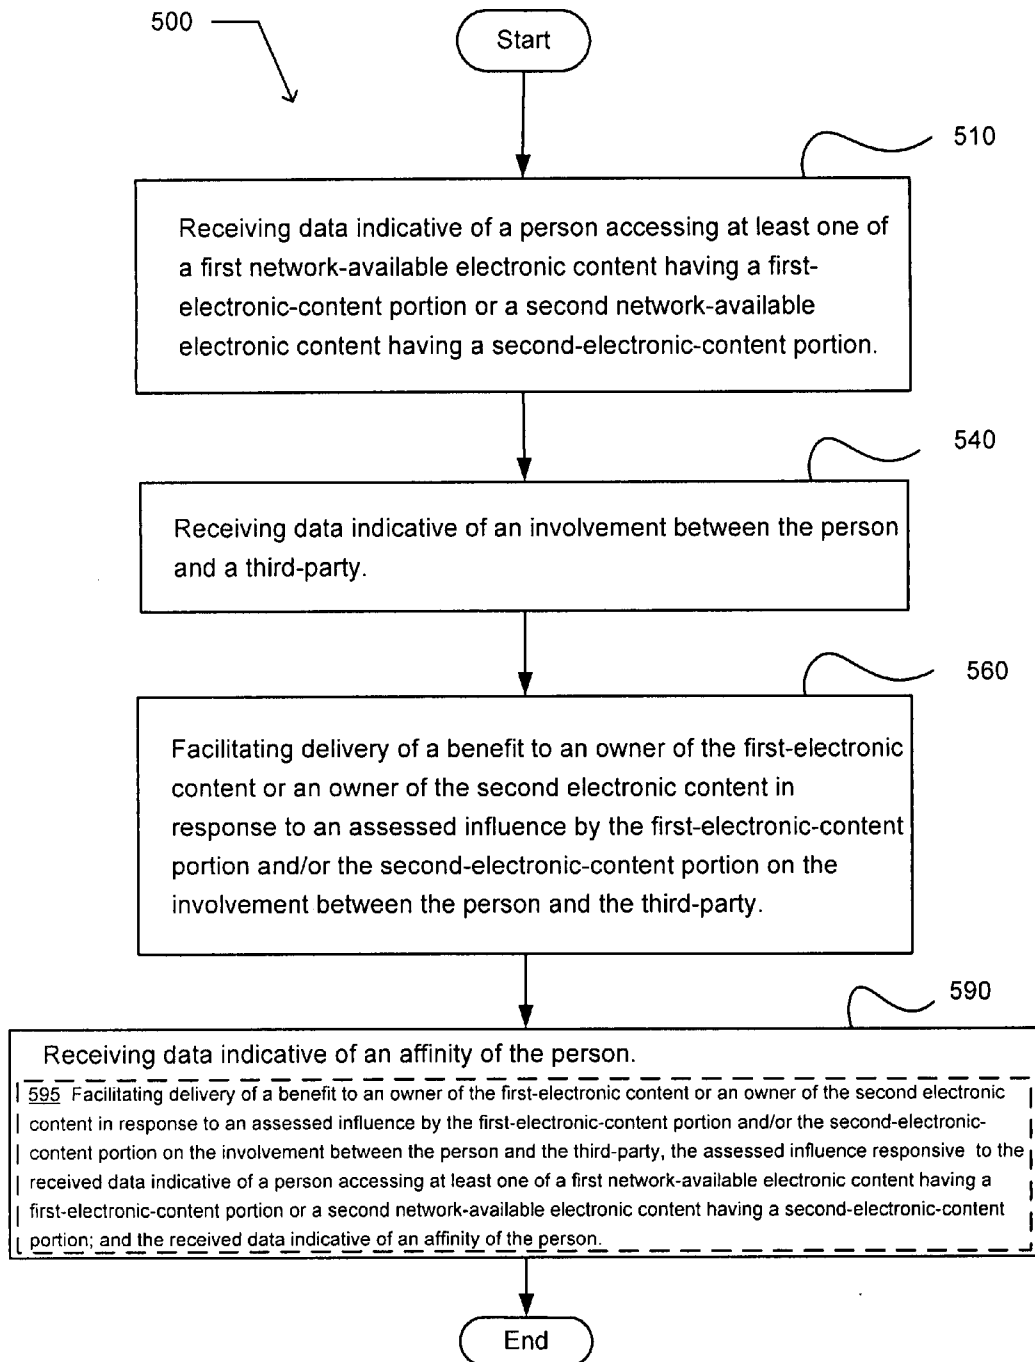 500
Start
510
Receiving data indicative of a person accessing at least one of
a first network-available electronic content having a first-
electronic-content portion or a second network-available
electronic content having a second-electronic-content portion.
540
Receiving data indicative of an involvement between the person
and a third-party.
560
Facilitating delivery of a benefit to an owner of the first-electronic
content or an owner of the second electronic content in
response to an assessed influence by the first-electronic-content
portion and/or the second-electronic-content portion on the
involvement between the person and the third-party.
590
Receiving data indicative of an affinity of the person.
595 Facilitating delivery of a benefit to an owner of the first-electronic content or an owner of the second electronic
content in response to an assessed influence by the first-electronic-content portion and/or the second-electronic-
content portion on the involvement between the person and the third-party, the assessed influence responsive to the
received data indicative of a person accessing at least one of a first network-available electronic content having a
first-electronic-content portion or a second network-available electronic content having a second-electronic-content
portion; and the received data indicative of an affinity of the person.
End